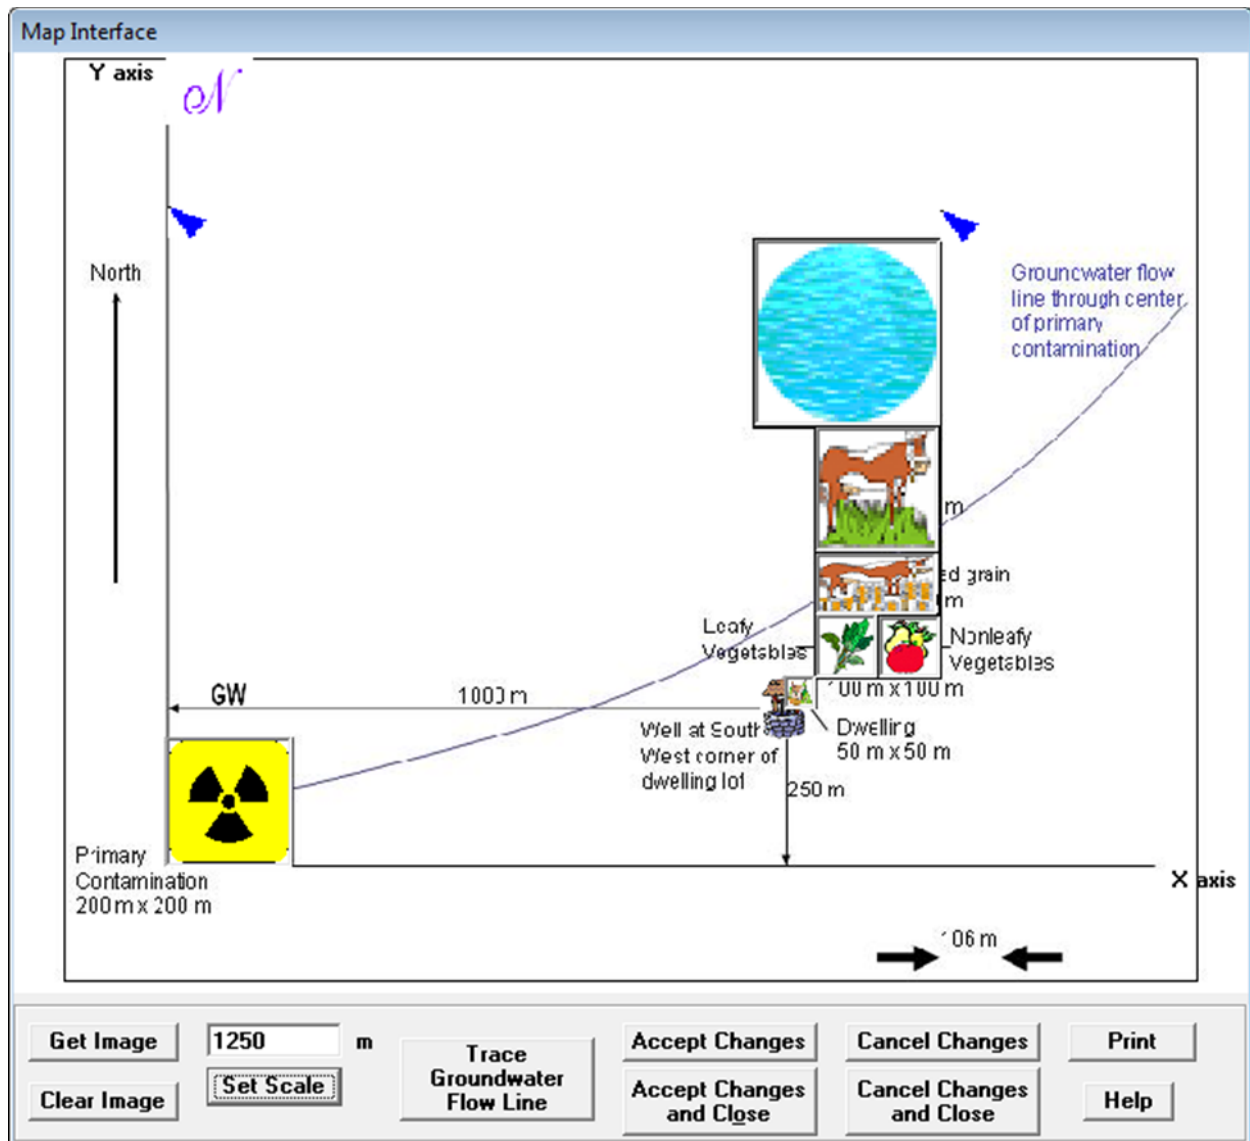 Map Interface
Y axis
N
North
Groundwater flow
line through center
of primary
contamination
m
ed grain
m
Leafy
Vegetables
Nonleafy
Vegetables
100 m x 100 m
GW
1000 m
Well at South
West corner of
dwelling lot
Dwelling
50 m x 50 m
250 m
Primary
Contamination
200 m x 200 m
X axis
106 m
Get Image
1250 m
Set Scale
Clear Image
Trace
Groundwater
Flow Line
Accept Changes
Accept Changes
and Close
Cancel Changes
Cancel Changes
and Close
Print
Help